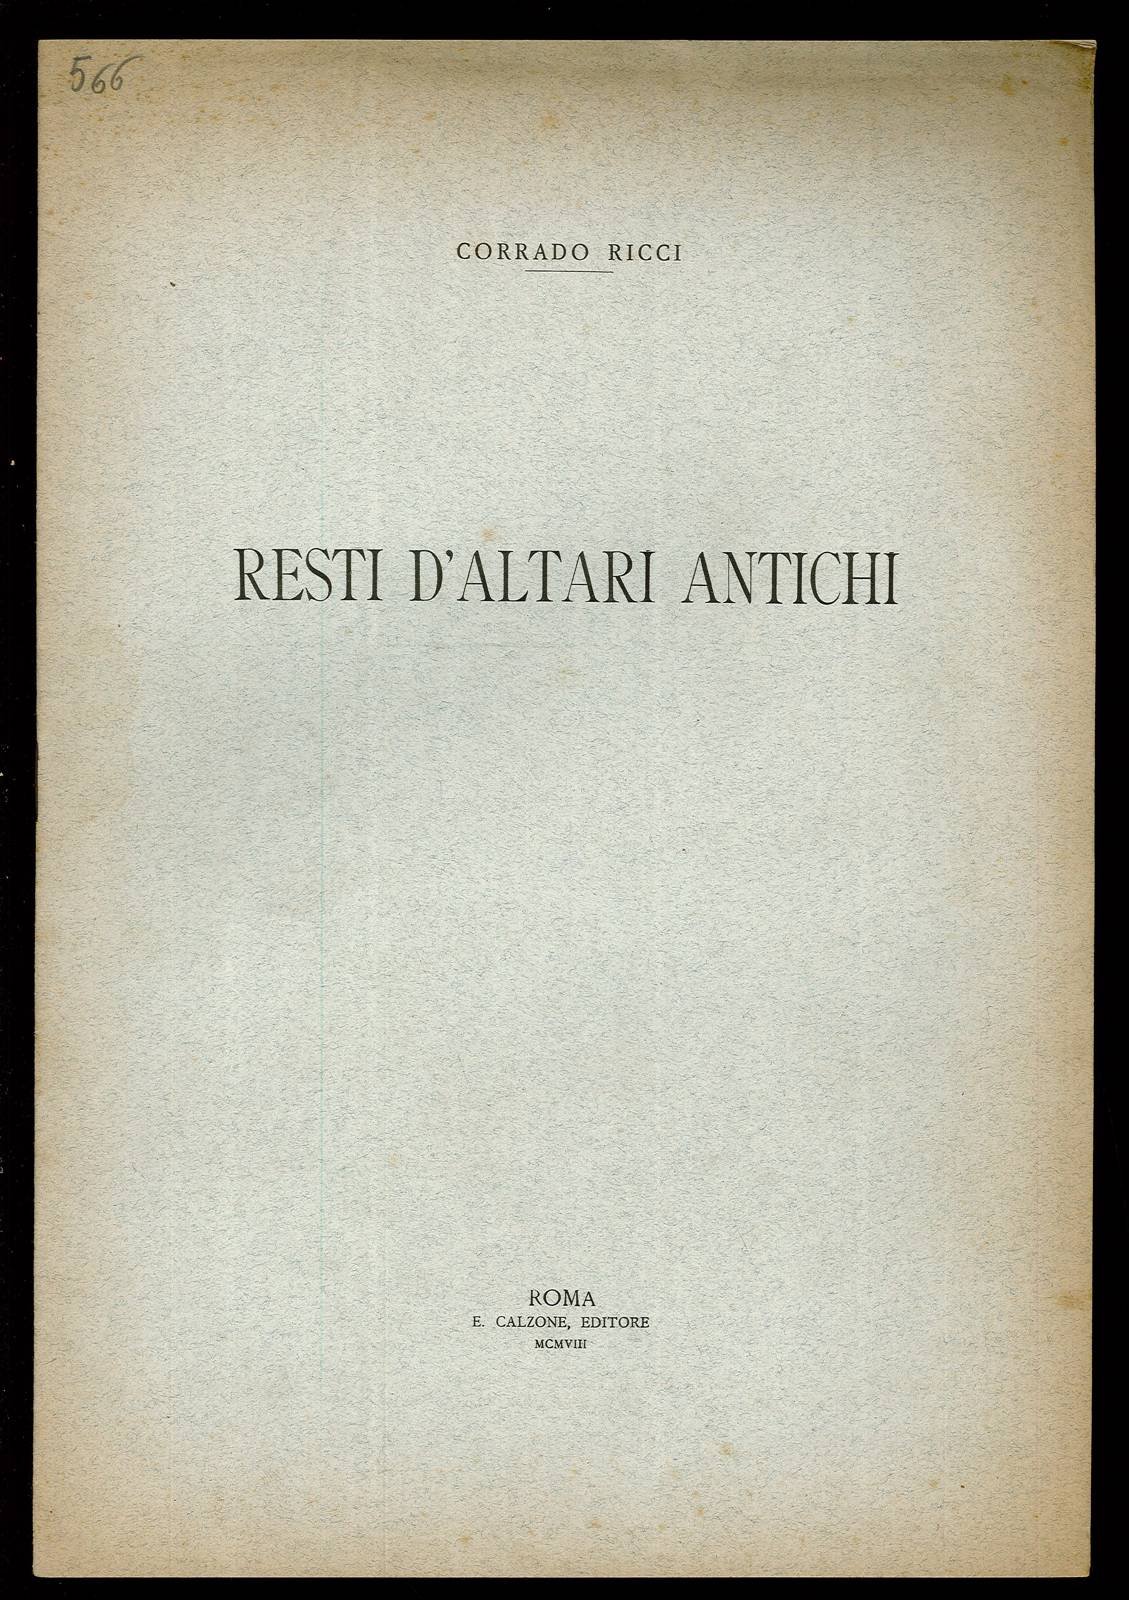 566
CORRADO RICCI
RESTI D'ALTARI ANTICHI
ROMA
E. CALZONE, EDITORE
MCMVIII